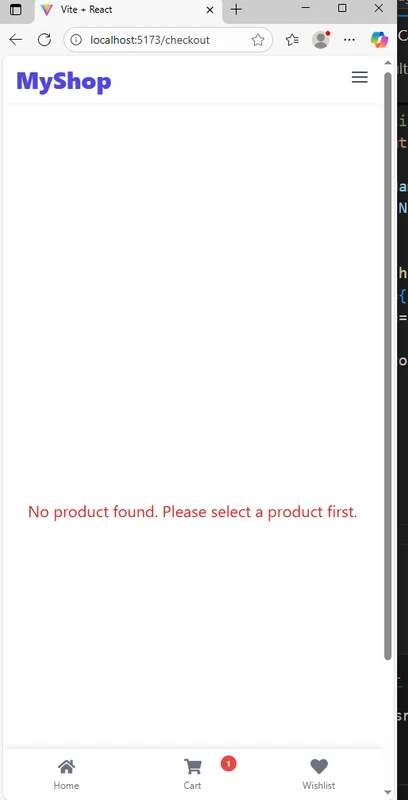 Vite + React
localhost:5173/checkout
MyShop
No product found. Please select a product first.
1
Home
Cart
Wishlist